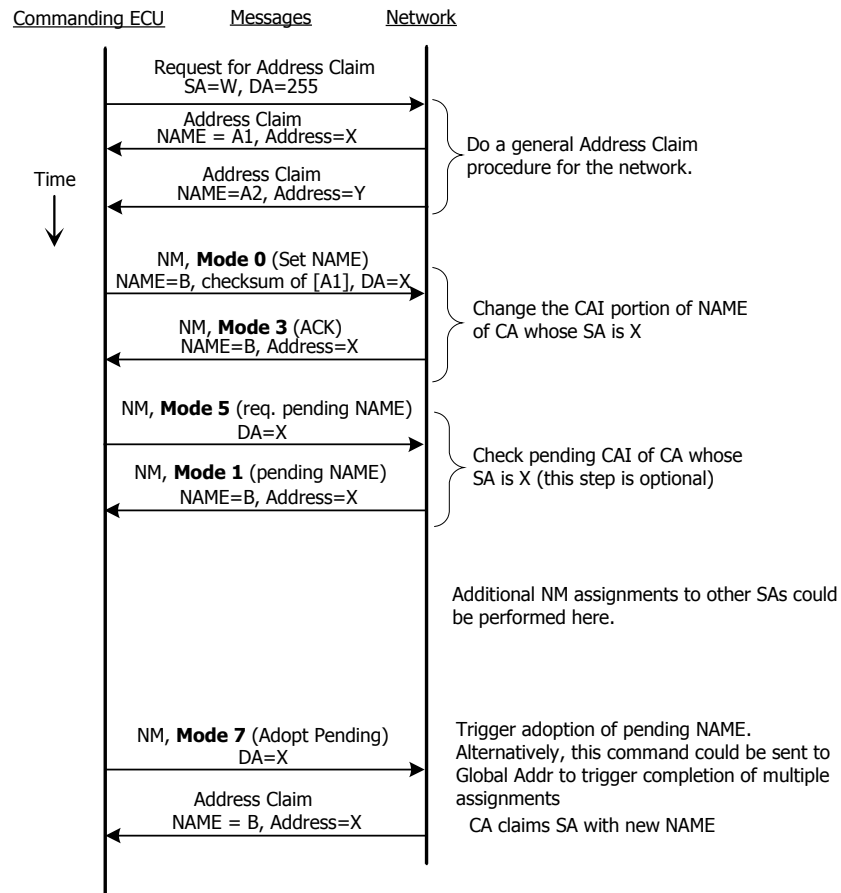 Commanding ECU Messages Network
Request for Address Claim
SA=W, DA=255
Address Claim
NAME = A1, Address=X
Do a general Address Claim
procedure for the network.
Time
Address Claim
NAME=A2, Address=Y
NM, Mode 0 (Set NAME)
NAME=B, checksum of [A1], DA=X
Change the CAI portion of NAME
of CA whose SA is X
NM, Mode 3 (ACK)
NAME=B, Address=X
NM, Mode 5 (req. pending NAME)
DA=X
Check pending CAI of CA whose
SA is X (this step is optional)
NM, Mode 1 (pending NAME)
NAME=B, Address=X
Additional NM assignments to other SAs could
be performed here.
NM, Mode 7 (Adopt Pending)
DA=X
Trigger adoption of pending NAME.
Alternatively, this command could be sent to
Global Addr to trigger completion of multiple
assignments
Address Claim
NAME = B, Address=X
CA claims SA with new NAME